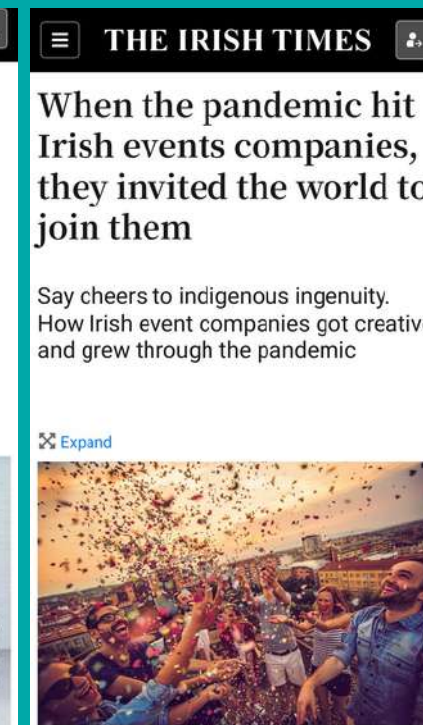 THE IRISH TIMES
When the pandemic hit
Irish events companies,
they invited the world to
join them
Say cheers to indigenous ingenuity.
How Irish event companies got creative
and grew through the pandemic
Expand